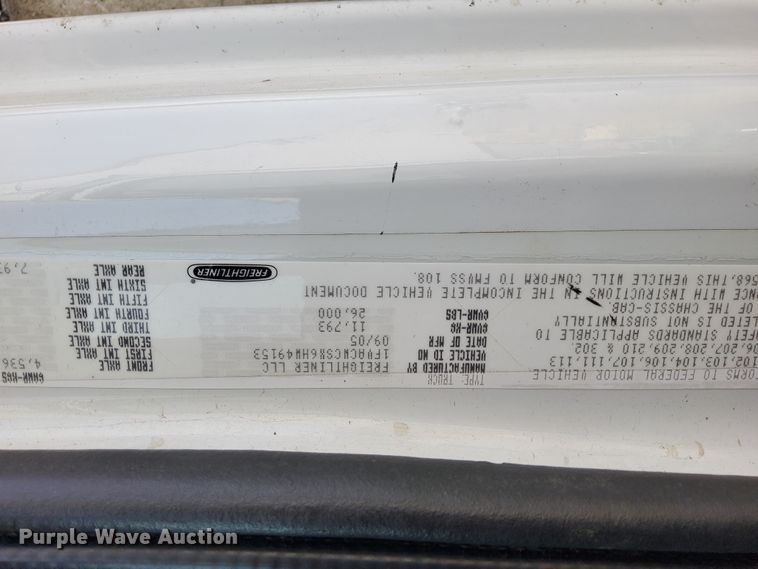 ORMS TO FEDERAL MOTOR VEHICLE
102,103,104,106,107,111,113
06,207,208,209,210 & 302
FETY STANDARDS APPLICABLE TO
LETED IS NOT SUBSTANTIALLY
OF THE CHASSIS-CAB.
NCE WITH INSTRUCTIONS IN THE INCOMPLETE VEHICLE DOCUMENT
568,THIS VEHICLE WILL CONFORM TO FMVSS 108.
TYPE: TRUCK
MANUFACTURED BY FREIGHTLINER LLC
VEHICLE ID NO 1FVACWCSX6HW49153
DATE OF MFR 09/05
GVWR-KG 11,793
GVWR-LBS 26,000
FREIGHTLINER
GAWR-KGS
FRONT AXLE 4,536
FIRST INT AXLE
SECOND INT AXLE
THIRD INT AXLE
FOURTH INT AXLE
FIFTH INT AXLE
SIXTH INT AXLE
REAR AXLE 7,93
Purple Wave Auction